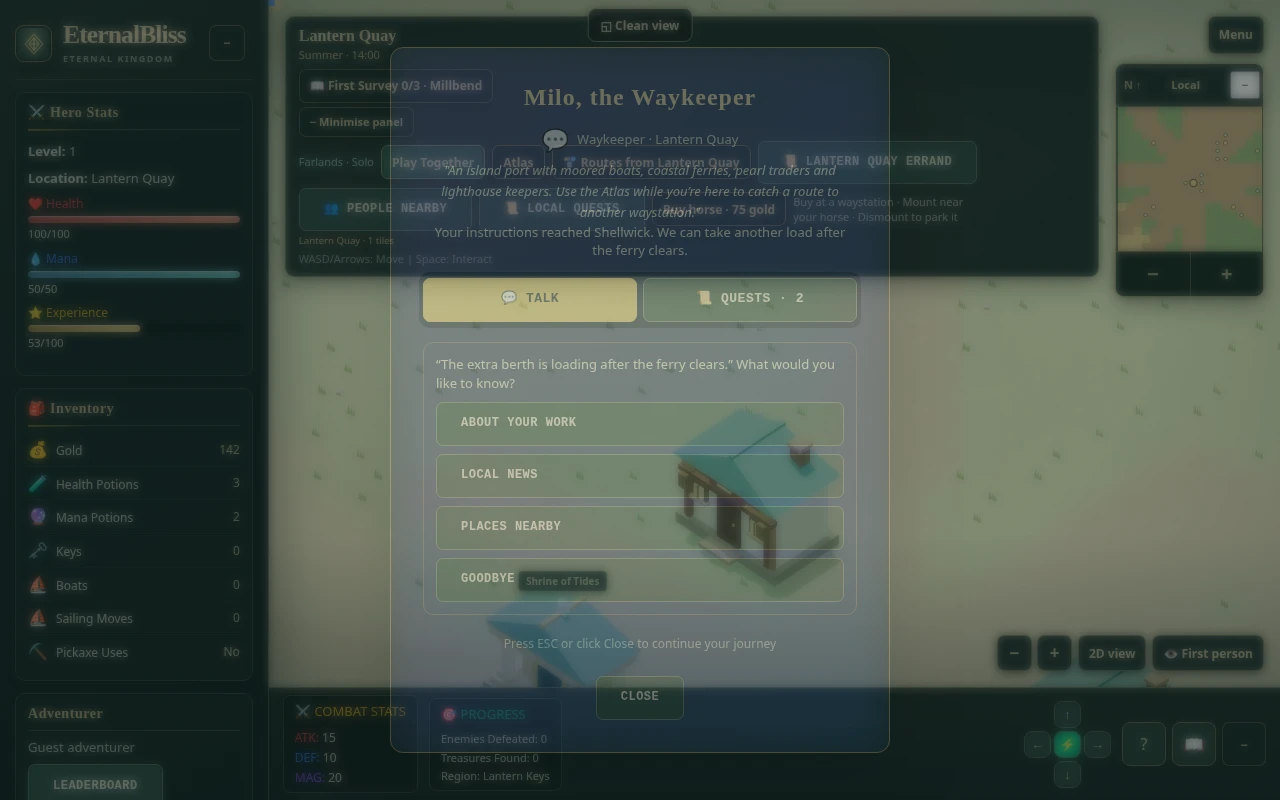 EternalBliss
ETERNAL KINGDOM
−
⚔️ Hero Stats
Level: 1
Location: Lantern Quay
❤️ Health
100/100
💧 Mana
50/50
⭐ Experience
53/100
🎒 Inventory
💰 Gold 142
🧪 Health Potions 3
🔮 Mana Potions 2
🗝️ Keys 0
⛵ Boats 0
⛵ Sailing Moves 0
⛏️ Pickaxe Uses No
Adventurer
Guest adventurer
LEADERBOARD
◱ Clean view
Lantern Quay
Summer · 14:00
📖 First Survey 0/3 · Millbend
− Minimise panel
Farlands · Solo
Play Together
Atlas
Routes from Lantern Quay
📜 LANTERN QUAY ERRAND
👥 PEOPLE NEARBY
📜 LOCAL QUESTS
Buy horse · 75 gold
Buy at a waystation · Mount near
your horse · Dismount to park it
Lantern Quay · 1 tiles
WASD/Arrows: Move | Space: Interact
Menu
N ↑ Local −
− +
Milo, the Waykeeper
💬 Waykeeper · Lantern Quay
"An island port with moored boats, coastal ferries, pearl traders and
lighthouse keepers. Use the Atlas while you're here to catch a route to
another waystation."
Your instructions reached Shellwick. We can take another load after
the ferry clears.
💬 TALK
📜 QUESTS · 2
“The extra berth is loading after the ferry clears.” What would you
like to know?
ABOUT YOUR WORK
LOCAL NEWS
PLACES NEARBY
GOODBYE
Shrine of Tides
Press ESC or click Close to continue your journey
CLOSE
− + 2D view 👁️ First person
⚔️ COMBAT STATS
ATK: 15
DEF: 10
MAG: 20
🎯 PROGRESS
Enemies Defeated: 0
Treasures Found: 0
Region: Lantern Keys
↑
← ⚡ →
↓
? 📖 −